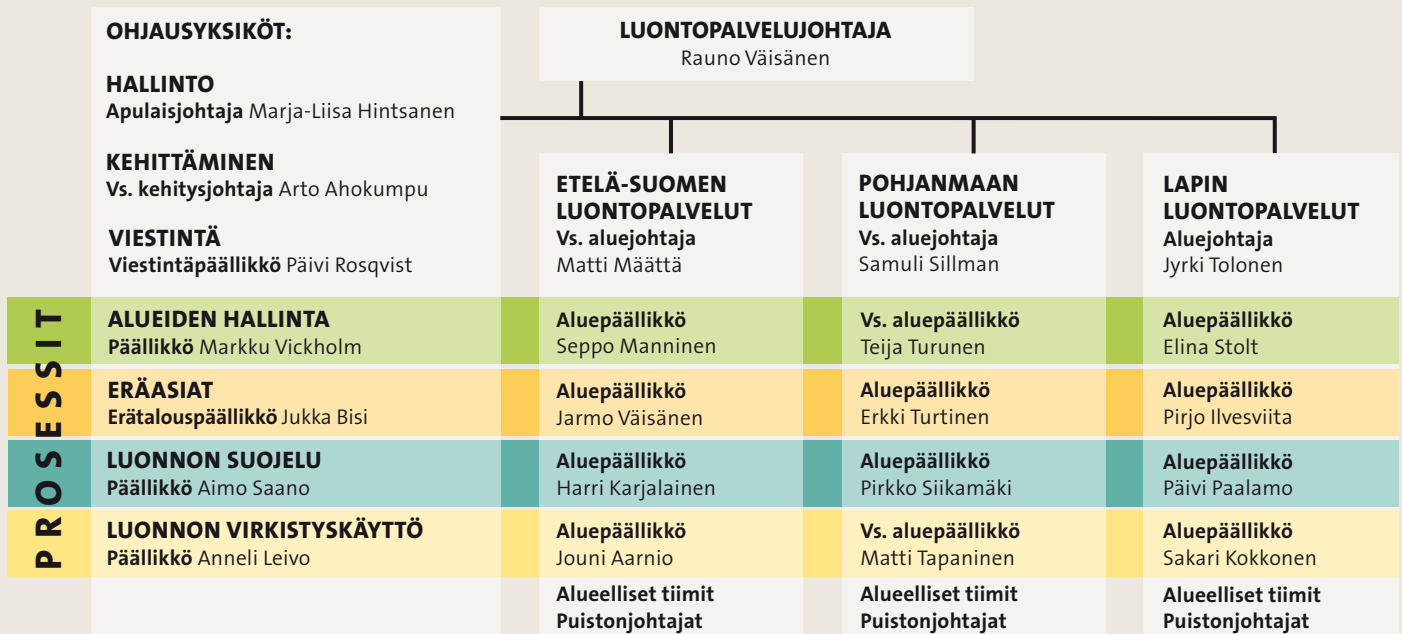 OHJAUSYKSIKÖT:
HALLINTO
Apulaisjohtaja Marja-Liisa Hintsanen
KEHITTÄMINEN
Vs. kehitysjohtaja Arto Ahokumpu
VIESTINTÄ
Viestintäpäällikkö Päivi Rosqvist
LUONTOPALVELUJOHTAJA
Rauno Väisänen
ETELÄ-SUOMEN
LUONTOPALVELUT
Vs. aluejohtaja
Matti Määttä
POHJANMAAN
LUONTOPALVELUT
Vs. aluejohtaja
Samuli Sillman
LAPIN
LUONTOPALVELUT
Aluejohtaja
Jyrki Tolonen
PROSESSIT
ALUEIDEN HALLINTA
Päällikkö Markku Vickholm
Aluepäällikkö
Seppo Manninen
Vs. aluepäällikkö
Teija Turunen
Aluepäällikkö
Elina Stolt
ERÄASIAT
Erätalouspäällikkö Jukka Bisi
Aluepäällikkö
Jarmo Väisänen
Aluepäällikkö
Erkki Turtinen
Aluepäällikkö
Pirjo Ilvesviita
LUONNON SUOJELU
Päällikkö Aimo Saano
Aluepäällikkö
Harri Karjalainen
Aluepäällikkö
Pirkko Siikamäki
Aluepäällikkö
Päivi Paalamo
LUONNON VIRKISTYSKÄYTTÖ
Päällikkö Anneli Leivo
Aluepäällikkö
Jouni Aarnio
Vs. aluepäällikkö
Matti Tapaninen
Aluepäällikkö
Sakari Kokkonen
Alueelliset tiimit
Puistonjohtajat
Alueelliset tiimit
Puistonjohtajat
Alueelliset tiimit
Puistonjohtajat